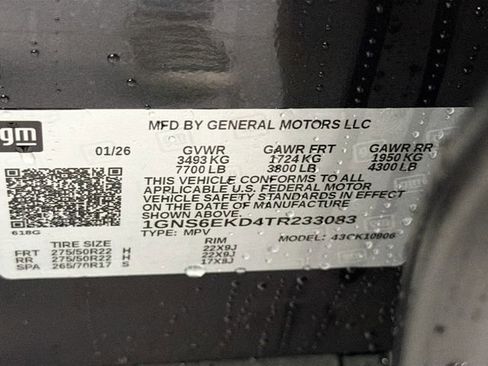 gm
MFD BY GENERAL MOTORS LLC
01/26 GVWR GAWR FRT GAWR RR
3493 KG 1724 KG 1950 KG
7700 LB 3800 LB 4300 LB
THIS VEHICLE CONFORMS TO ALL
APPLICABLE U.S. FEDERAL MOTOR
VEHICLE SAFETY STANDARDS IN EFFECT
ON THE DATE OF MANUFACTURE
SHOWN ABOVE.
1GNS6EKD4TR233083
618G TYPE: MPV MODEL: 43CK10906
TIRE SIZE RIM
FRT 275/50R22 H 22X9J
RR 275/50R22 H 22X9J
SPA 265/70R17 S 17X8J